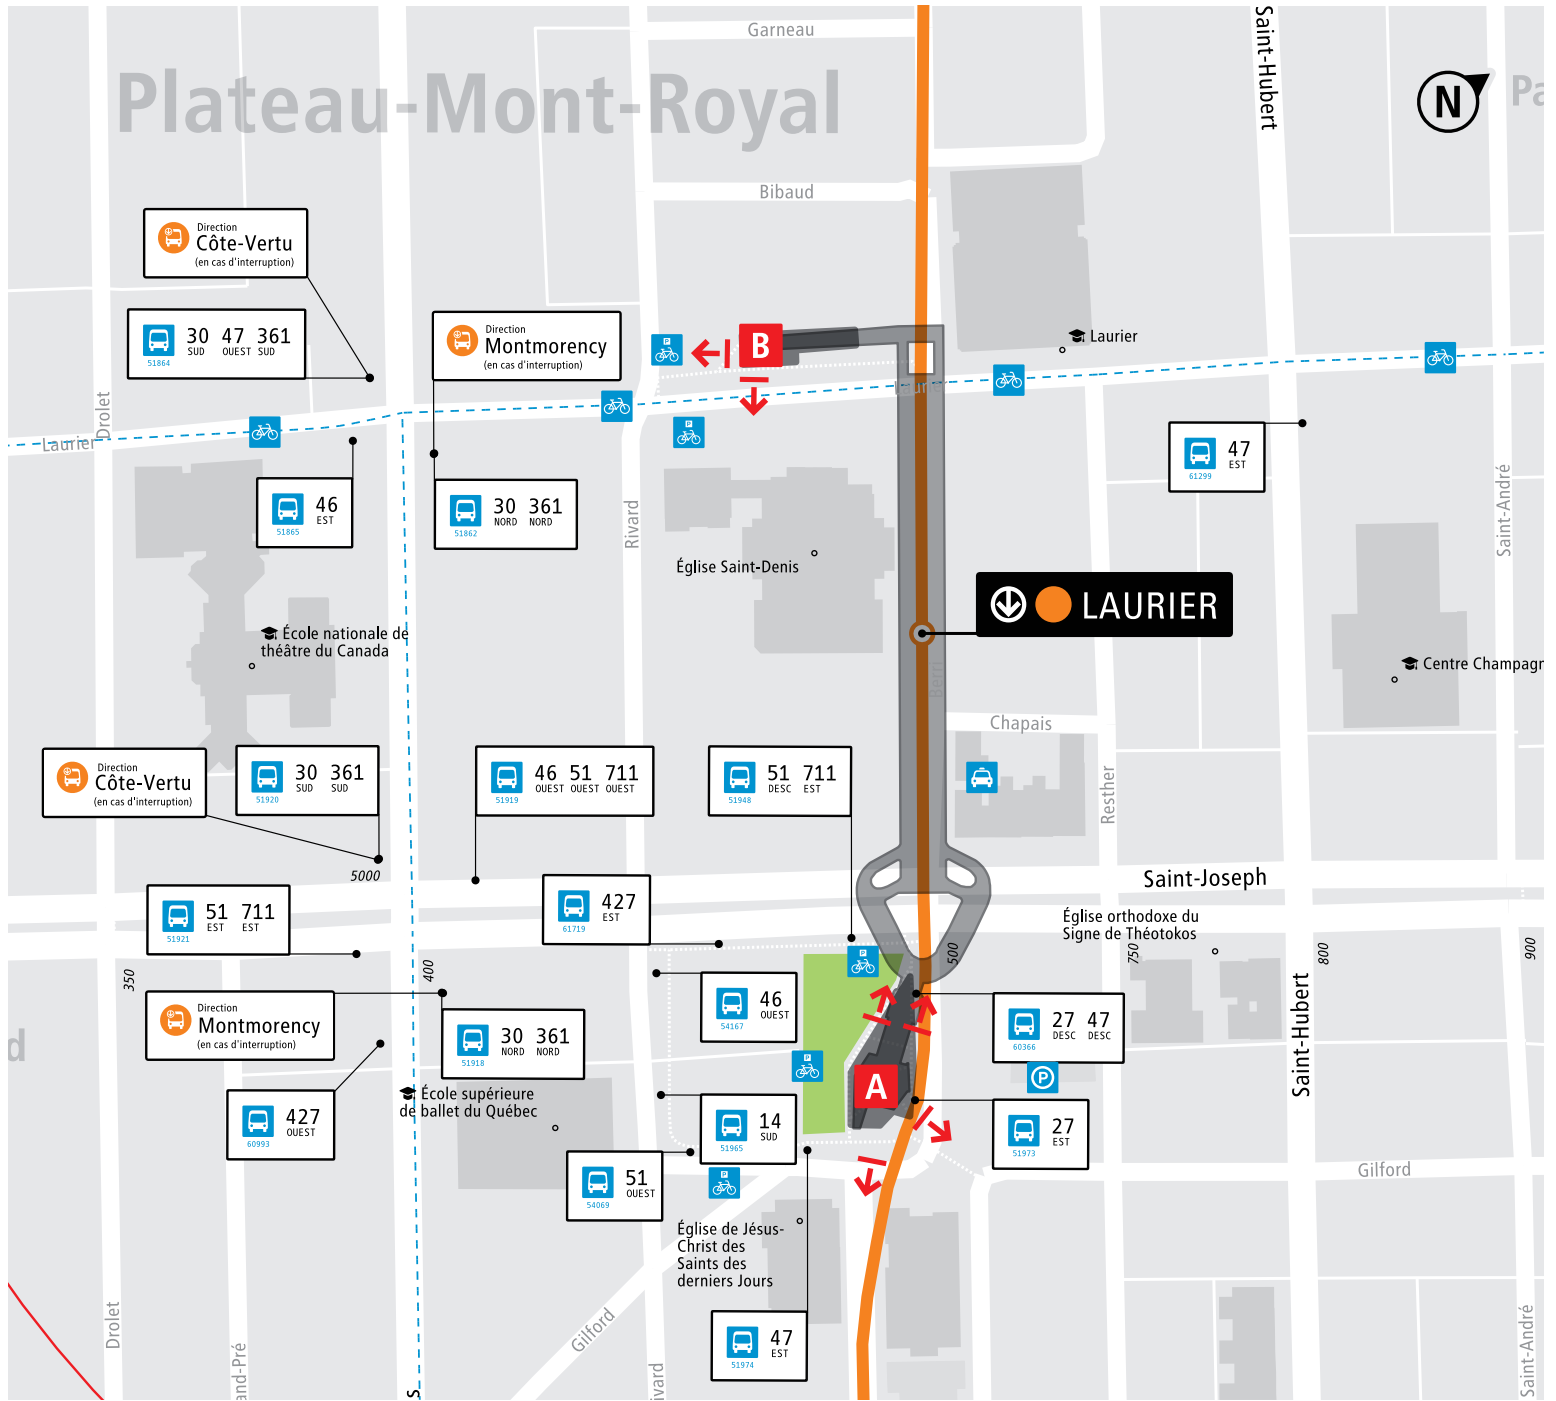 Garneau
Saint-Hubert
Plateau-Mont-Royal
N
Pa
Bibaud
Direction
Côte-Vertu
(en cas d'interruption)
30 47 361
SUD OUEST SUD
51864
Direction
Montmorency
(en cas d'interruption)
P
B
Laurier
Laurier
Drolet
Laurier
P
46
EST
51865
30 361
NORD NORD
51862
47
EST
61299
Rivard
Saint-André
Église Saint-Denis
LAURIER
École nationale de
théâtre du Canada
Centre Champagn
Berri
Chapais
Direction
Côte-Vertu
(en cas d'interruption)
30 361
SUD SUD
51920
46 51 711
OUEST OUEST OUEST
51919
51 711
DESC EST
51948
Resther
5000
Saint-Joseph
51 711
EST EST
51921
427
EST
61719
Église orthodoxe du
Signe de Théotokos
350
400
500
750
800
900
P
46
OUEST
54167
Direction
Montmorency
(en cas d'interruption)
30 361
NORD NORD
51918
27 47
DESC DESC
60366
Saint-Hubert
d
P
P
A
École supérieure
de ballet du Québec
427
OUEST
60993
14
SUD
51965
27
EST
51973
51
OUEST
54069
P
Gilford
Église de Jésus-
Christ des
Saints des
derniers Jours
Drolet
Gilford
47
EST
51974
and-Pré
ivard
Saint-André
S